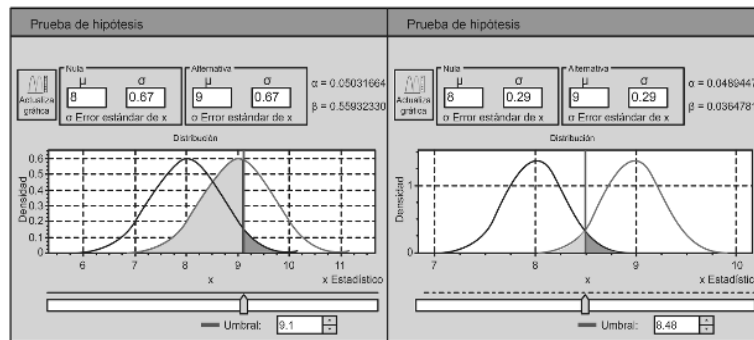 Prueba de hipótesis
Nula
Alternativa
μ σ μ σ
α = 0.05031664
8 0.67 9 0.67
Actualiza gráfica
σ Error estándar de x σ Error estándar de x
β = 0.55932330
Distribución
Densidad
0.6
0.5
0.4
0.3
0.2
0.1
0
6 7 8 9 10 11
x x Estadístico
Umbral: 9.1
Prueba de hipótesis
Nula
Alternativa
μ σ μ σ
α = 0.0489447
8 0.29 9 0.29
Actualiza gráfica
σ Error estándar de x σ Error estándar de x
β = 0.0364781
Distribución
Densidad
1
0
7 8 9 10
x x Estadístico
Umbral: 8.48